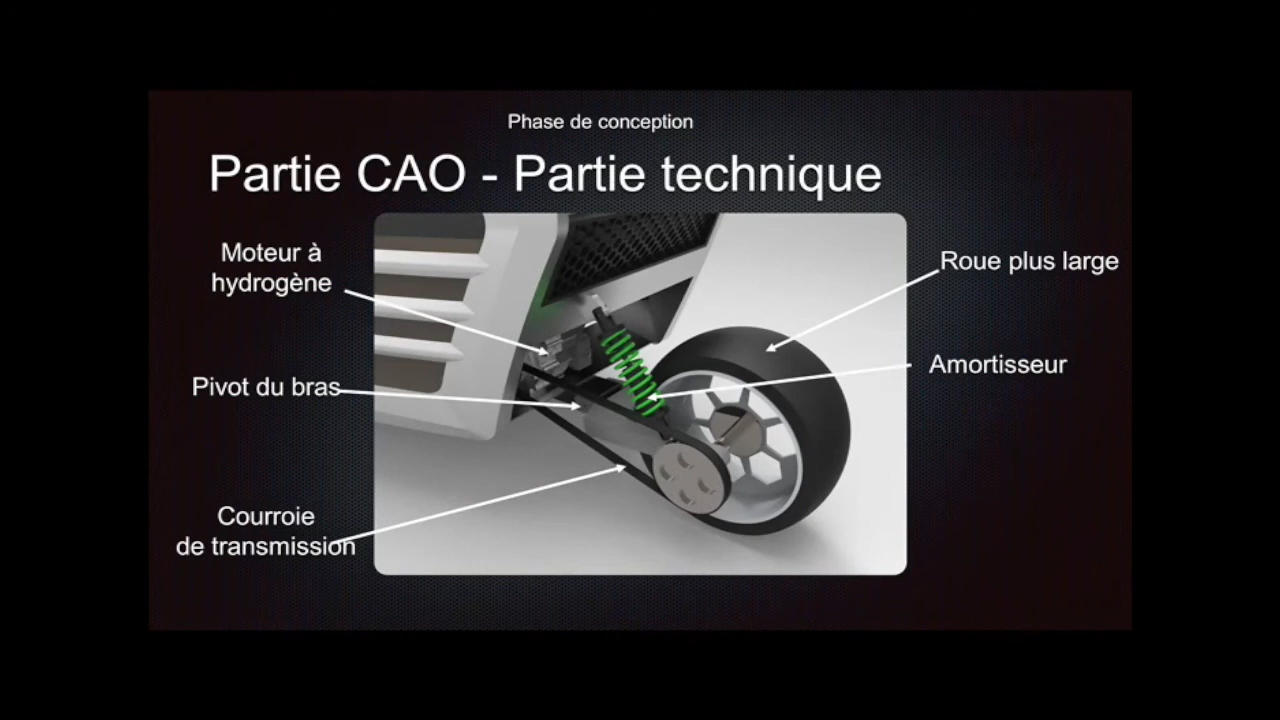 Phase de conception
Partie CAO - Partie technique
Moteur à
hydrogène
Roue plus large
Amortisseur
Pivot du bras
Courroie
de transmission